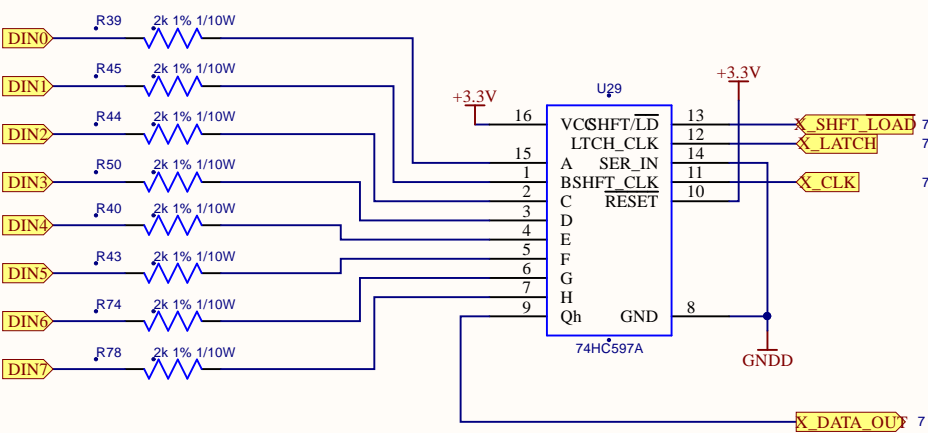 R39 2k 1% 1/10W
DIN0
R45 2k 1% 1/10W
DIN1
R44 2k 1% 1/10W
DIN2
R50 2k 1% 1/10W
DIN3
R40 2k 1% 1/10W
DIN4
R43 2k 1% 1/10W
DIN5
R74 2k 1% 1/10W
DIN6
R78 2k 1% 1/10W
DIN7
+3.3V
U29
+3.3V
16 VCC SHFT/LD 13 X_SHFT_LOAD 7
LTCH_CLK 12 X_LATCH 7
15 A SER_IN 14
1 B SHFT_CLK 11 X_CLK 7
2 C RESET 10
3 D
4 E
5 F
6 G
7 H
9 Qh GND 8
74HC597A
GNDD
X_DATA_OUT 7